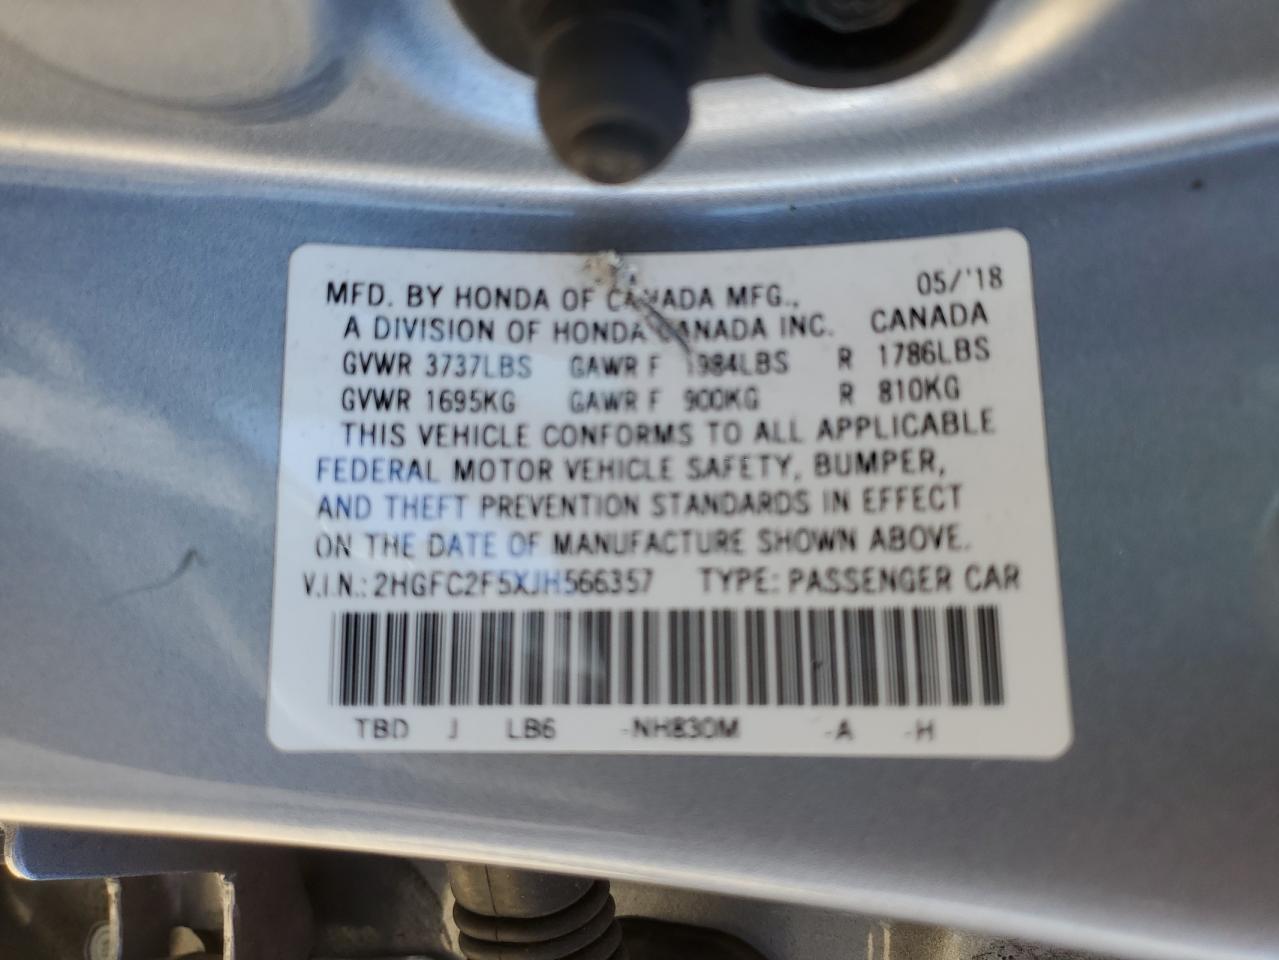 MFD. BY HONDA OF CANADA MFG., 05/'18
A DIVISION OF HONDA CANADA INC. CANADA
GVWR 3737LBS GAWR F 1984LBS R 1786LBS
GVWR 1695KG GAWR F 900KG R 810KG
THIS VEHICLE CONFORMS TO ALL APPLICABLE
FEDERAL MOTOR VEHICLE SAFETY, BUMPER,
AND THEFT PREVENTION STANDARDS IN EFFECT
ON THE DATE OF MANUFACTURE SHOWN ABOVE.
V.I.N.: 2HGFC2F5XJH566357 TYPE: PASSENGER CAR
TBD J LB6 -NH830M -A -H